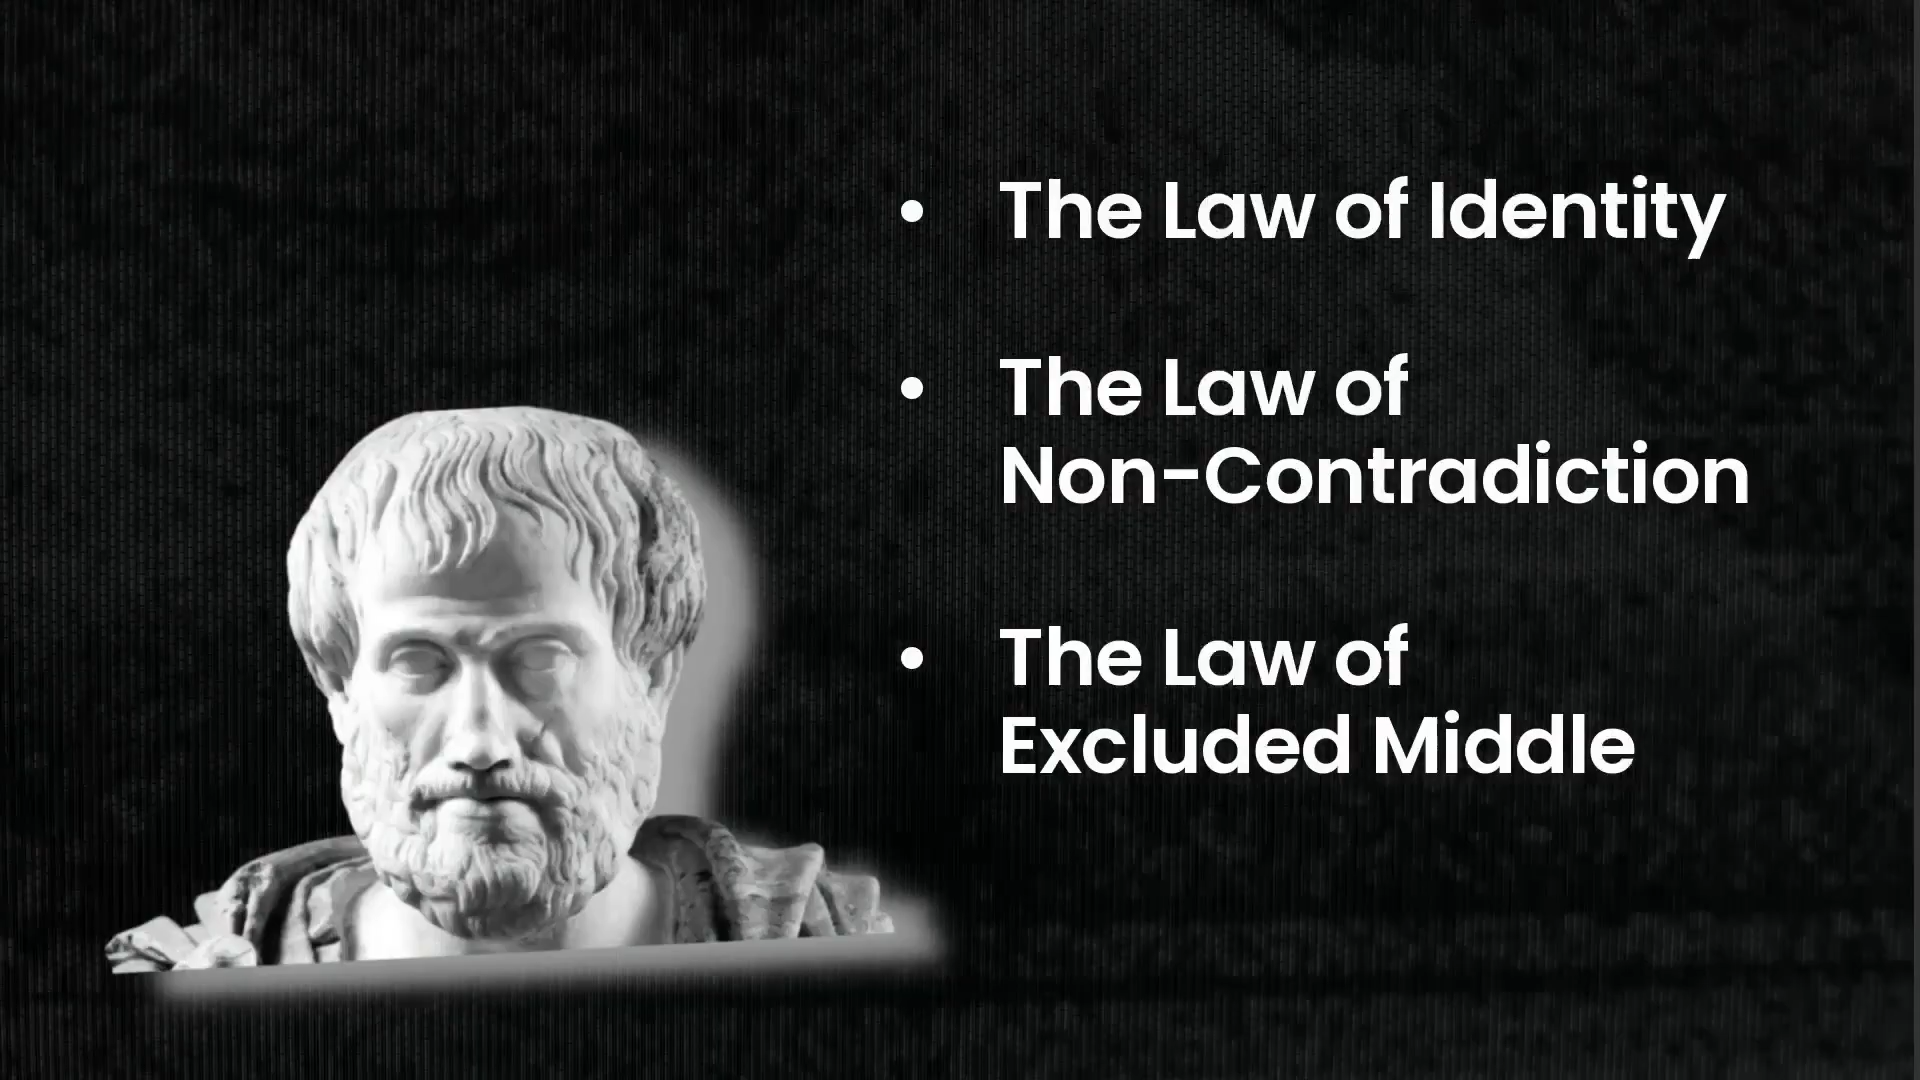 • The Law of Identity
• The Law of
Non-Contradiction
• The Law of
Excluded Middle